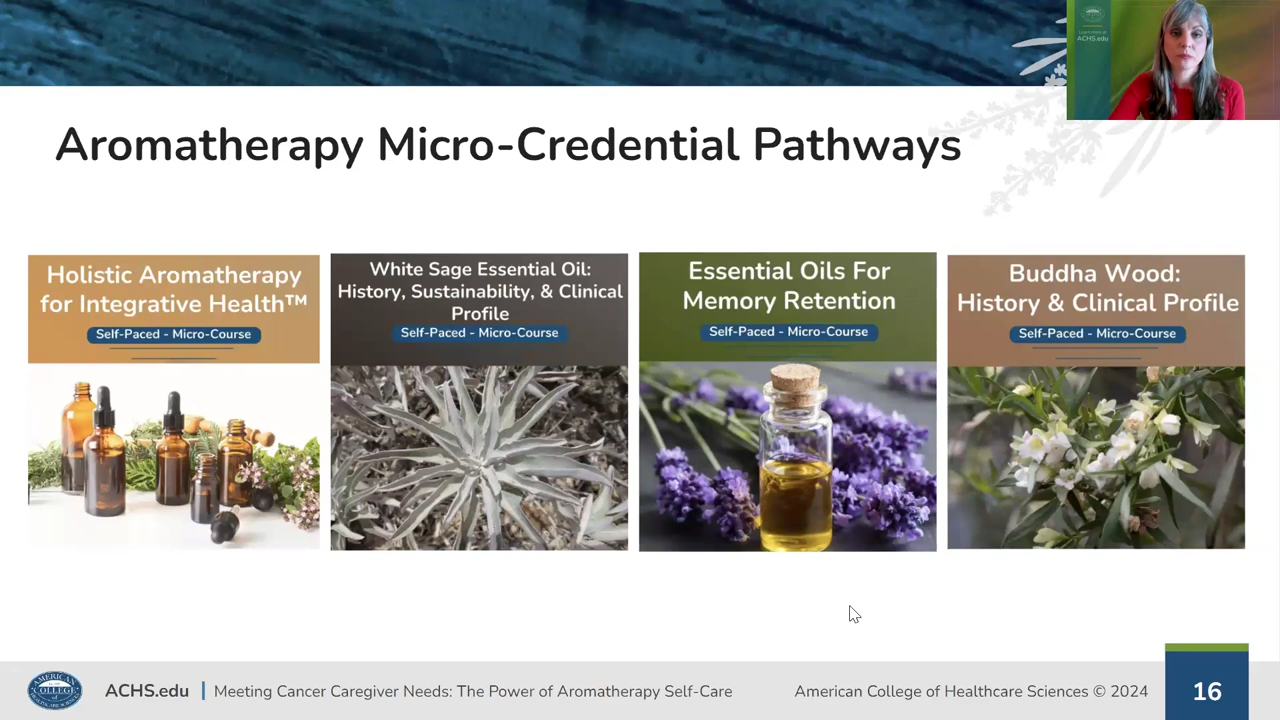 ACHS.edu
Aromatherapy Micro-Credential Pathways
Holistic Aromatherapy
for Integrative Health™
Self-Paced - Micro-Course
White Sage Essential Oil:
History, Sustainability, & Clinical
Profile
Self-Paced - Micro-Course
Essential Oils For
Memory Retention
Self-Paced - Micro-Course
Buddha Wood:
History & Clinical Profile
Self-Paced - Micro-Course
ACHS.edu
Meeting Cancer Caregiver Needs: The Power of Aromatherapy Self-Care
American College of Healthcare Sciences © 2024
16